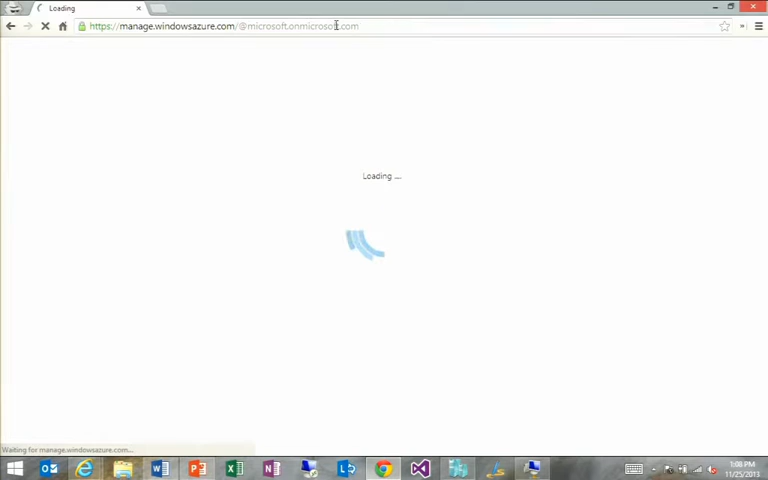 Loading
https://manage.windowsazure.com/@microsoft.onmicrosoft.com
Loading ....
Waiting for manage.windowsazure.com...
1:08 PM
11/25/2013